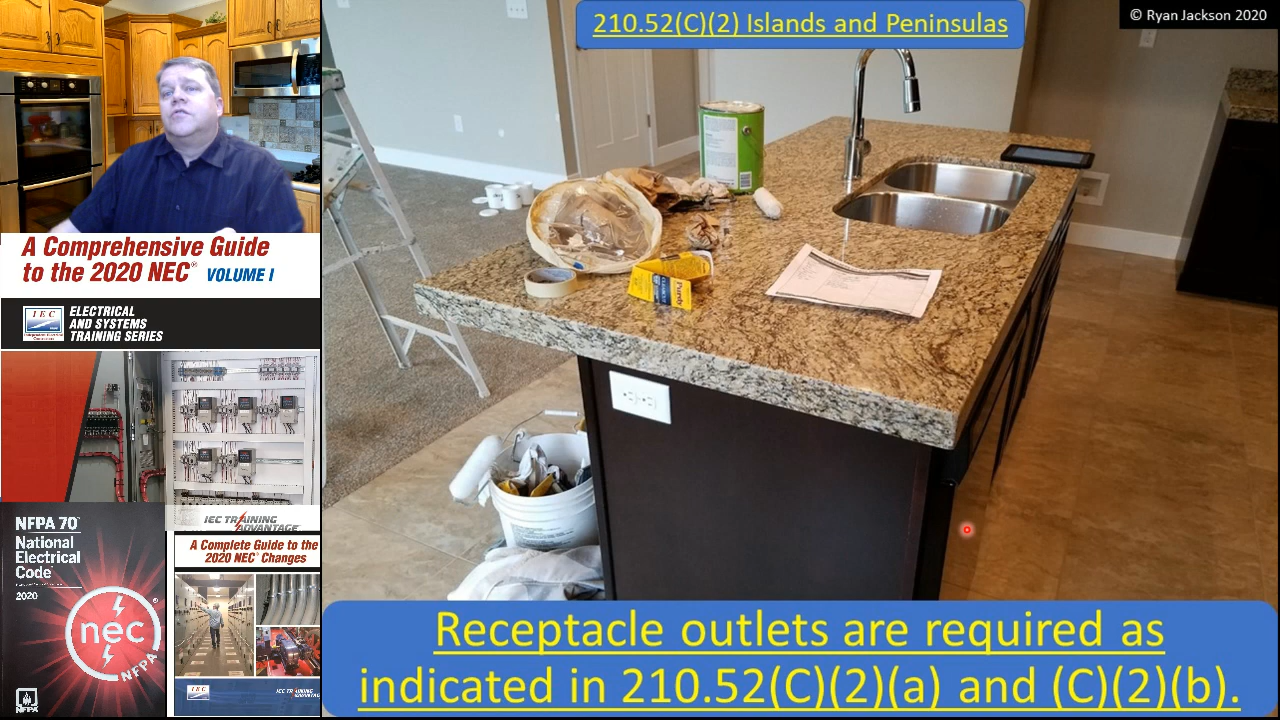 210.52(C)(2) Islands and Peninsulas
© Ryan Jackson 2020
A Comprehensive Guide
to the 2020 NEC® VOLUME I
IEC
ELECTRICAL
AND SYSTEMS
TRAINING SERIES
IEC TRAINING
ADVANTAGE
NFPA 70™
National
Electrical
Code®
2020
nec®
NFPA
A Complete Guide to the
2020 NEC® Changes
IEC
Purdy
Receptacle outlets are required as
indicated in 210.52(C)(2)(a) and (C)(2)(b).